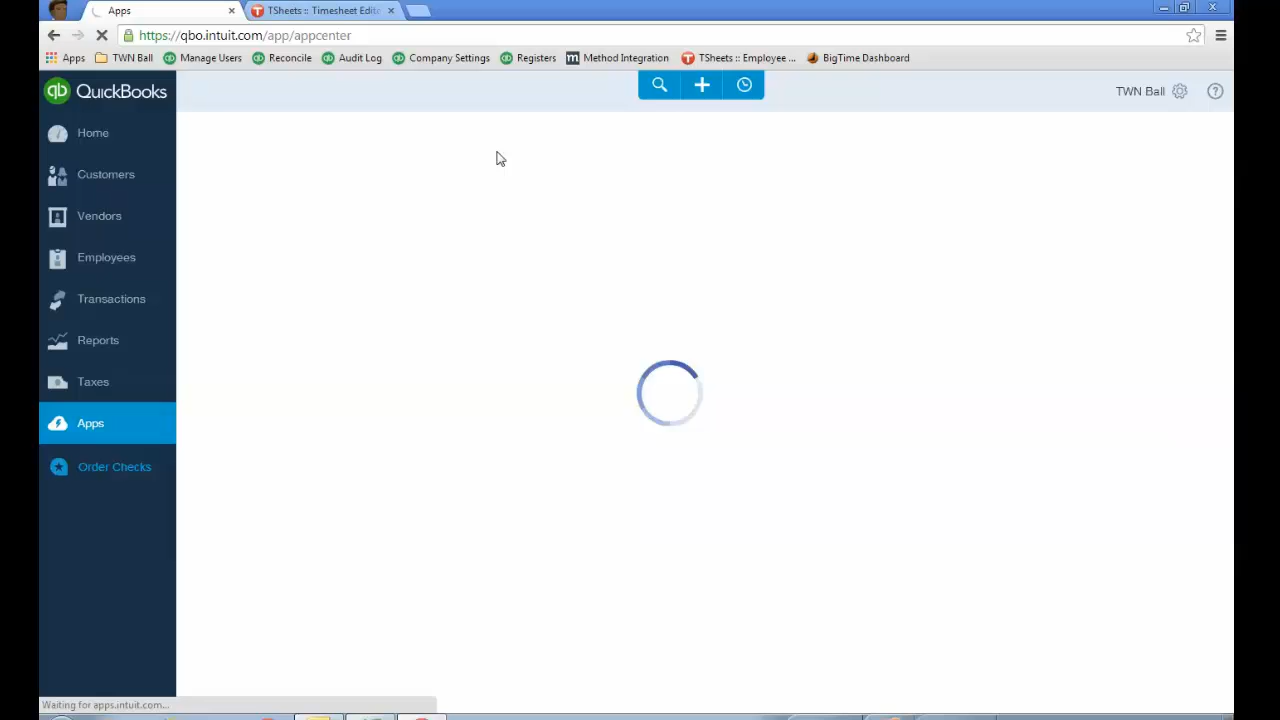 Apps
TSheets :: Timesheet Edite
https://qbo.intuit.com/app/appcenter
Apps TWN Ball Manage Users Reconcile Audit Log Company Settings Registers Method Integration TSheets :: Employee ... BigTime Dashboard
qb QuickBooks
TWN Ball
Home
Customers
Vendors
Employees
Transactions
Reports
Taxes
Apps
Order Checks
Waiting for apps.intuit.com...